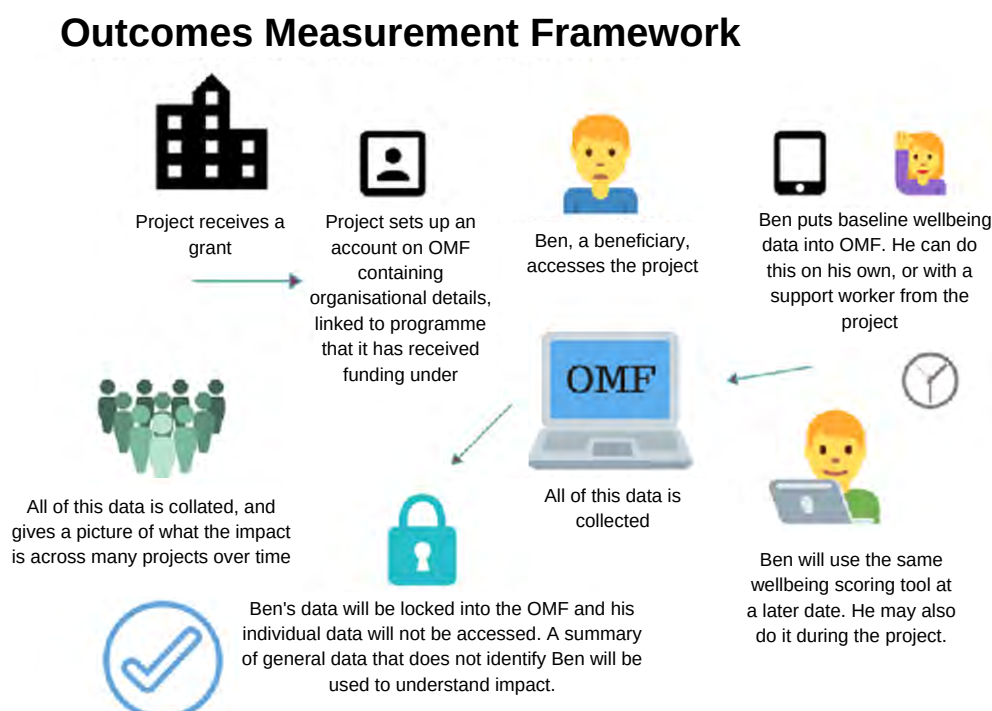 Outcomes Measurement Framework
Project receives a
grant
Project sets up an
account on OMF
containing
organisational details,
linked to programme
that it has received
funding under
Ben, a beneficiary,
accesses the project
Ben puts baseline wellbeing
data into OMF. He can do
this on his own, or with a
support worker from the
project
OMF
All of this data is
collected
Ben will use the same
wellbeing scoring tool at
a later date. He may also
do it during the project.
Ben's data will be locked into the OMF and his
individual data will not be accessed. A summary
of general data that does not identify Ben will be
used to understand impact.
All of this data is collated, and
gives a picture of what the impact
is across many projects over time